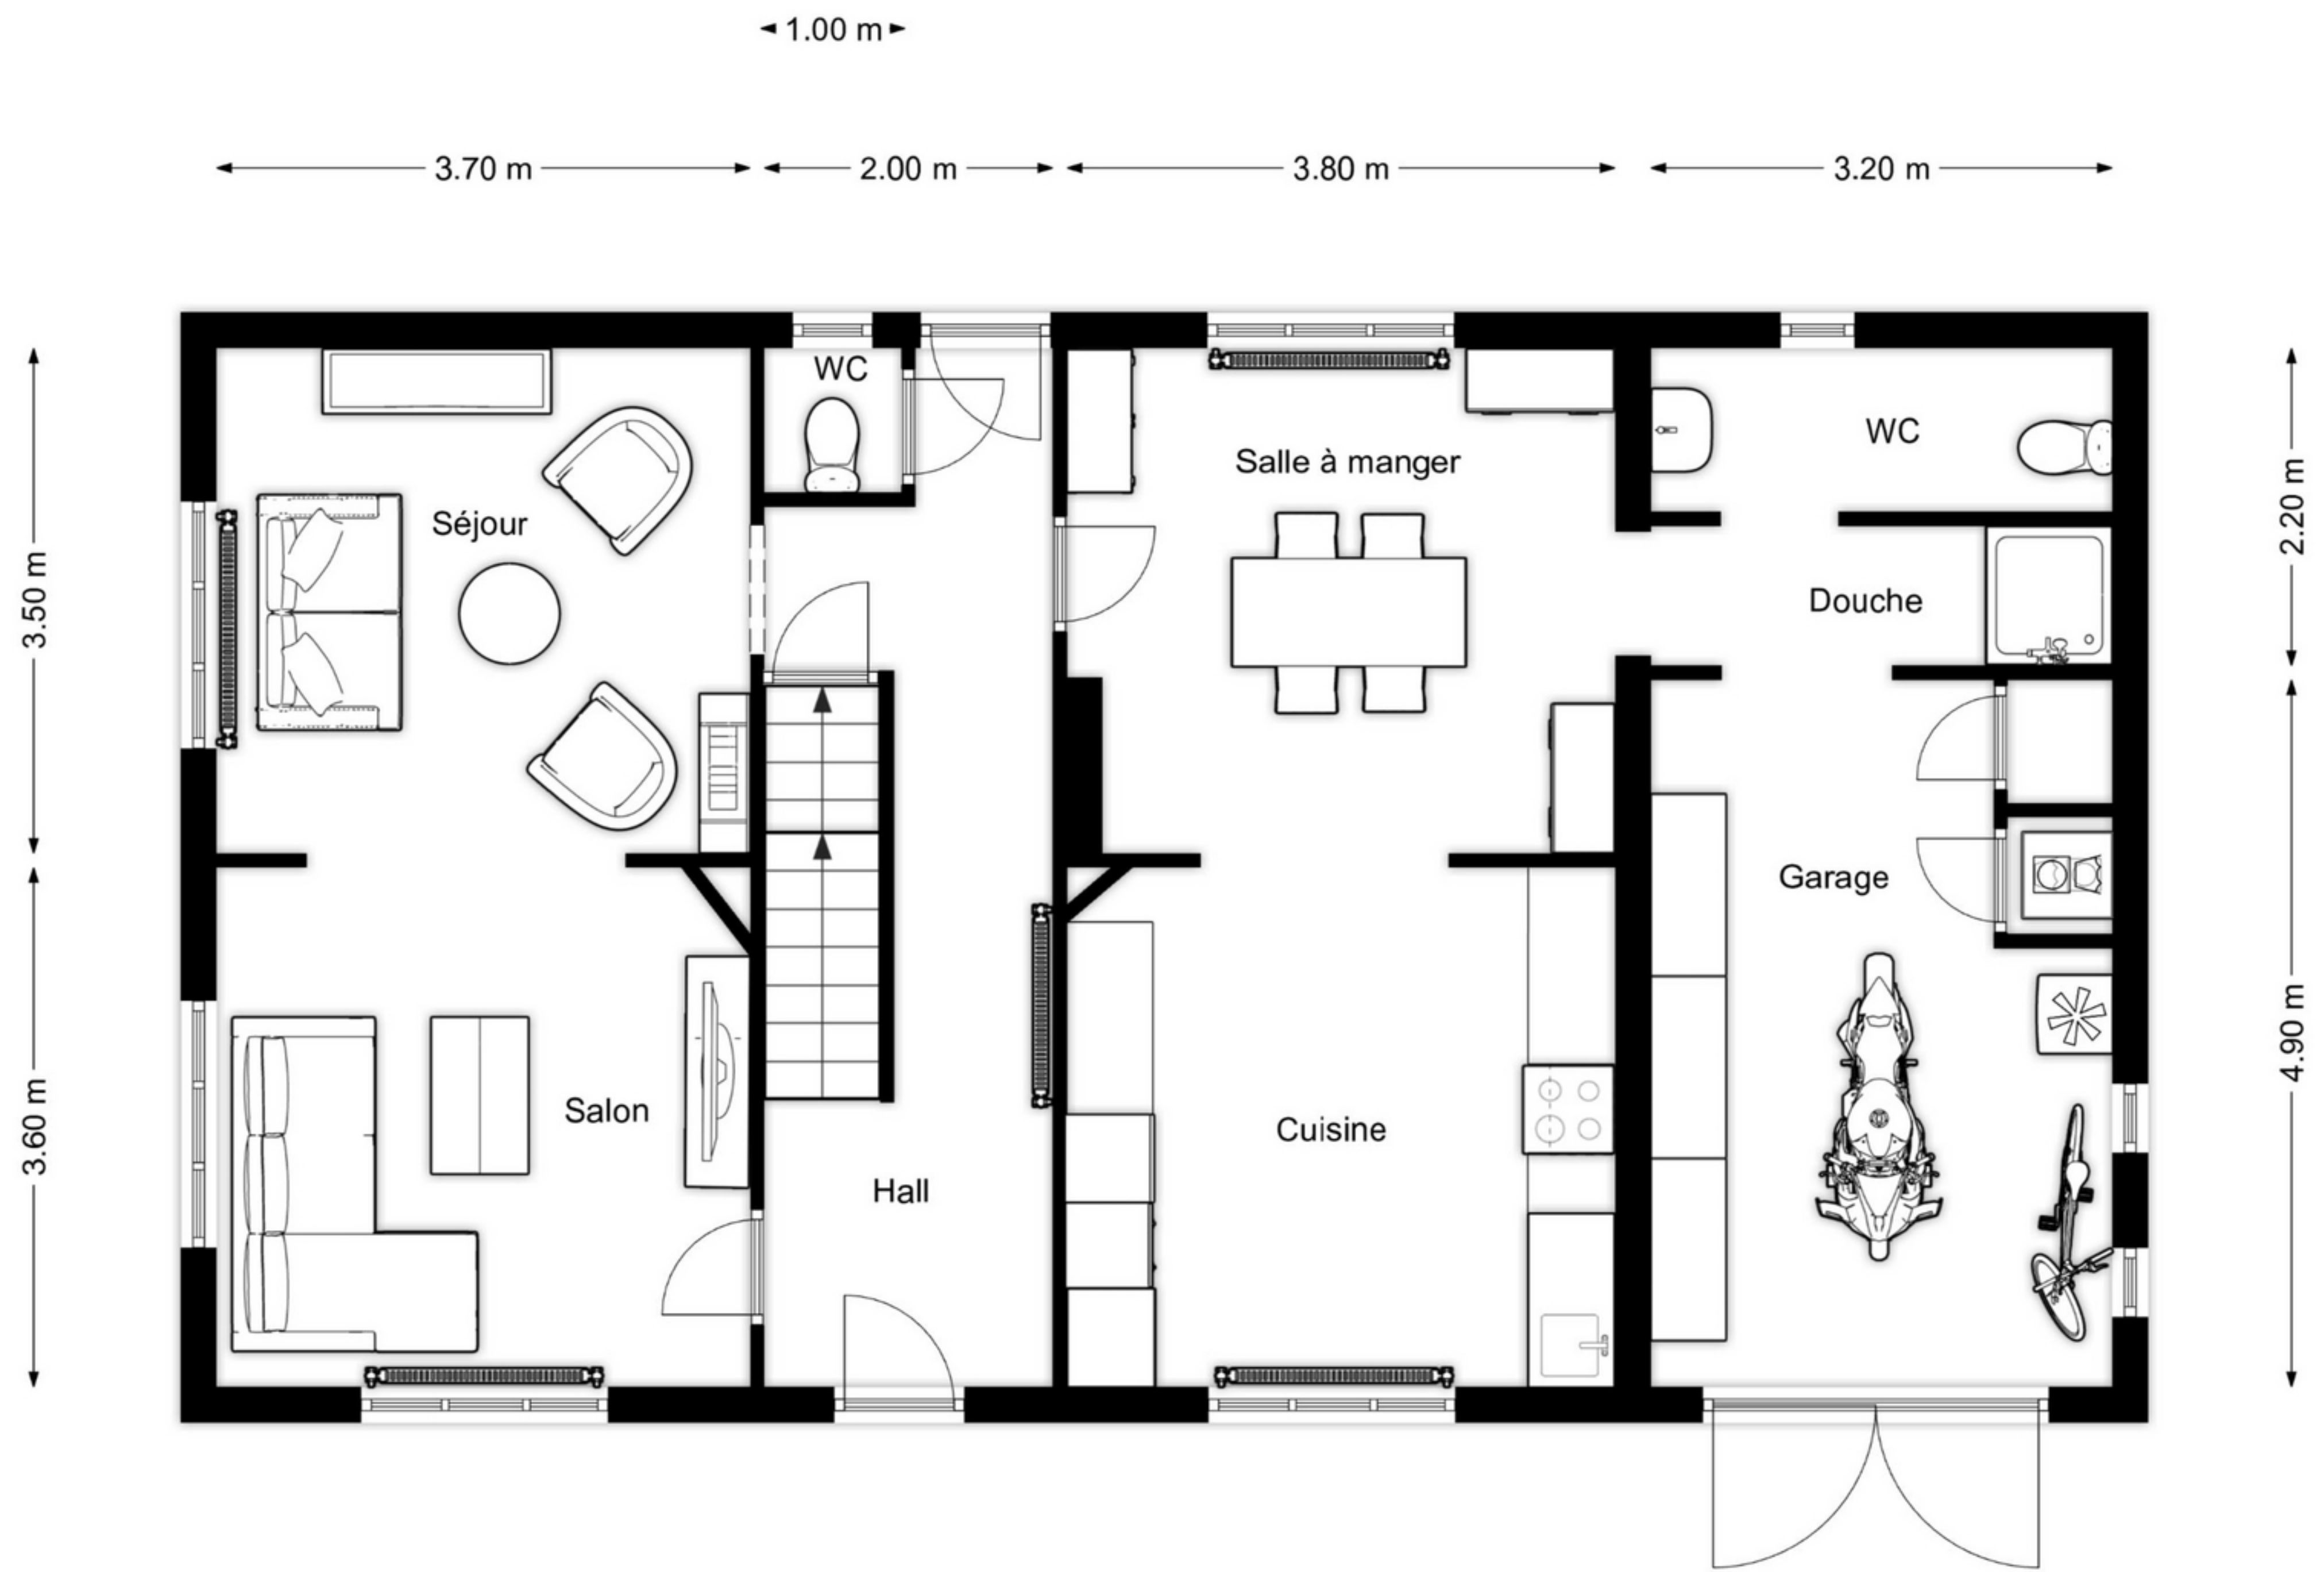 1.00 m
3.70 m
2.00 m
3.80 m
3.20 m
WC
WC
Salle à manger
Séjour
2.20 m
3.50 m
Douche
Garage
4.90 m
Salon
3.60 m
Cuisine
Hall